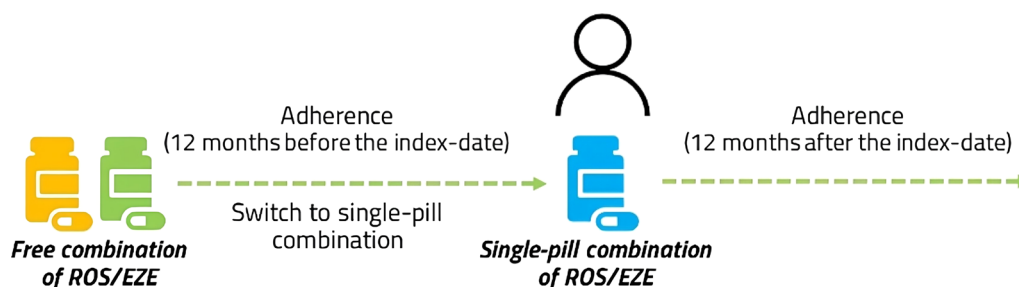 Adherence
(12 months before the index-date)
Switch to single-pill
combination
Free combination
of ROS/EZE
Single-pill combination
of ROS/EZE
Adherence
(12 months after the index-date)